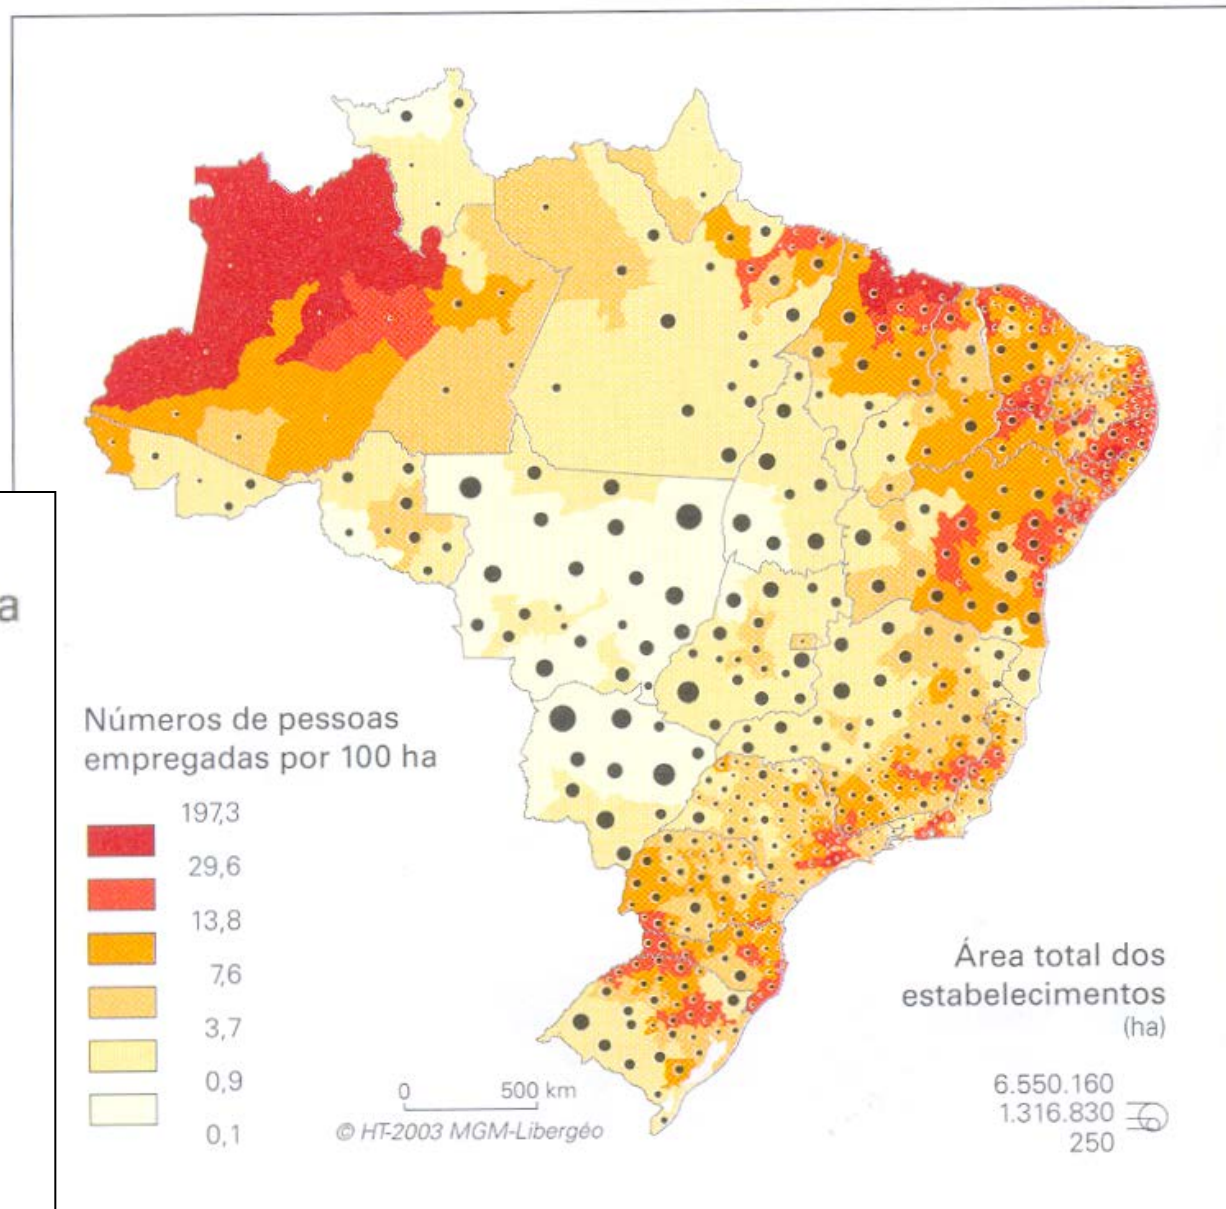 a
Números de pessoas
empregadas por 100 ha
197,3
29.6
13,8
7,6
3,7
0,9
0,1
0 500 km
© HT-2003 MGM-Libergéo
Área total dos
estabelecimentos
(ha)
6.550.160
1.316.830
250